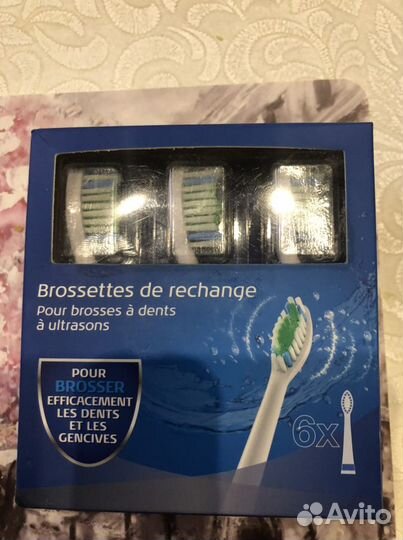 Brossettes de rechange
Pour brosses à dents
à ultrasons
POUR
BROSSER
EFFICACEMENT
LES DENTS
ET LES
GENCIVES
6x
Avito